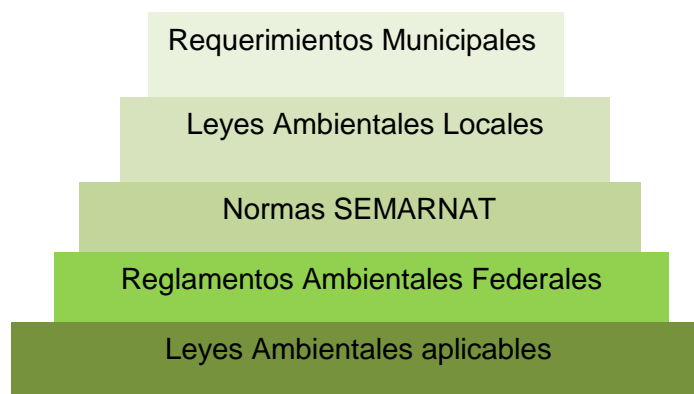 Requerimientos Municipales
Leyes Ambientales Locales
Normas SEMARNAT
Reglamentos Ambientales Federales
Leyes Ambientales aplicables